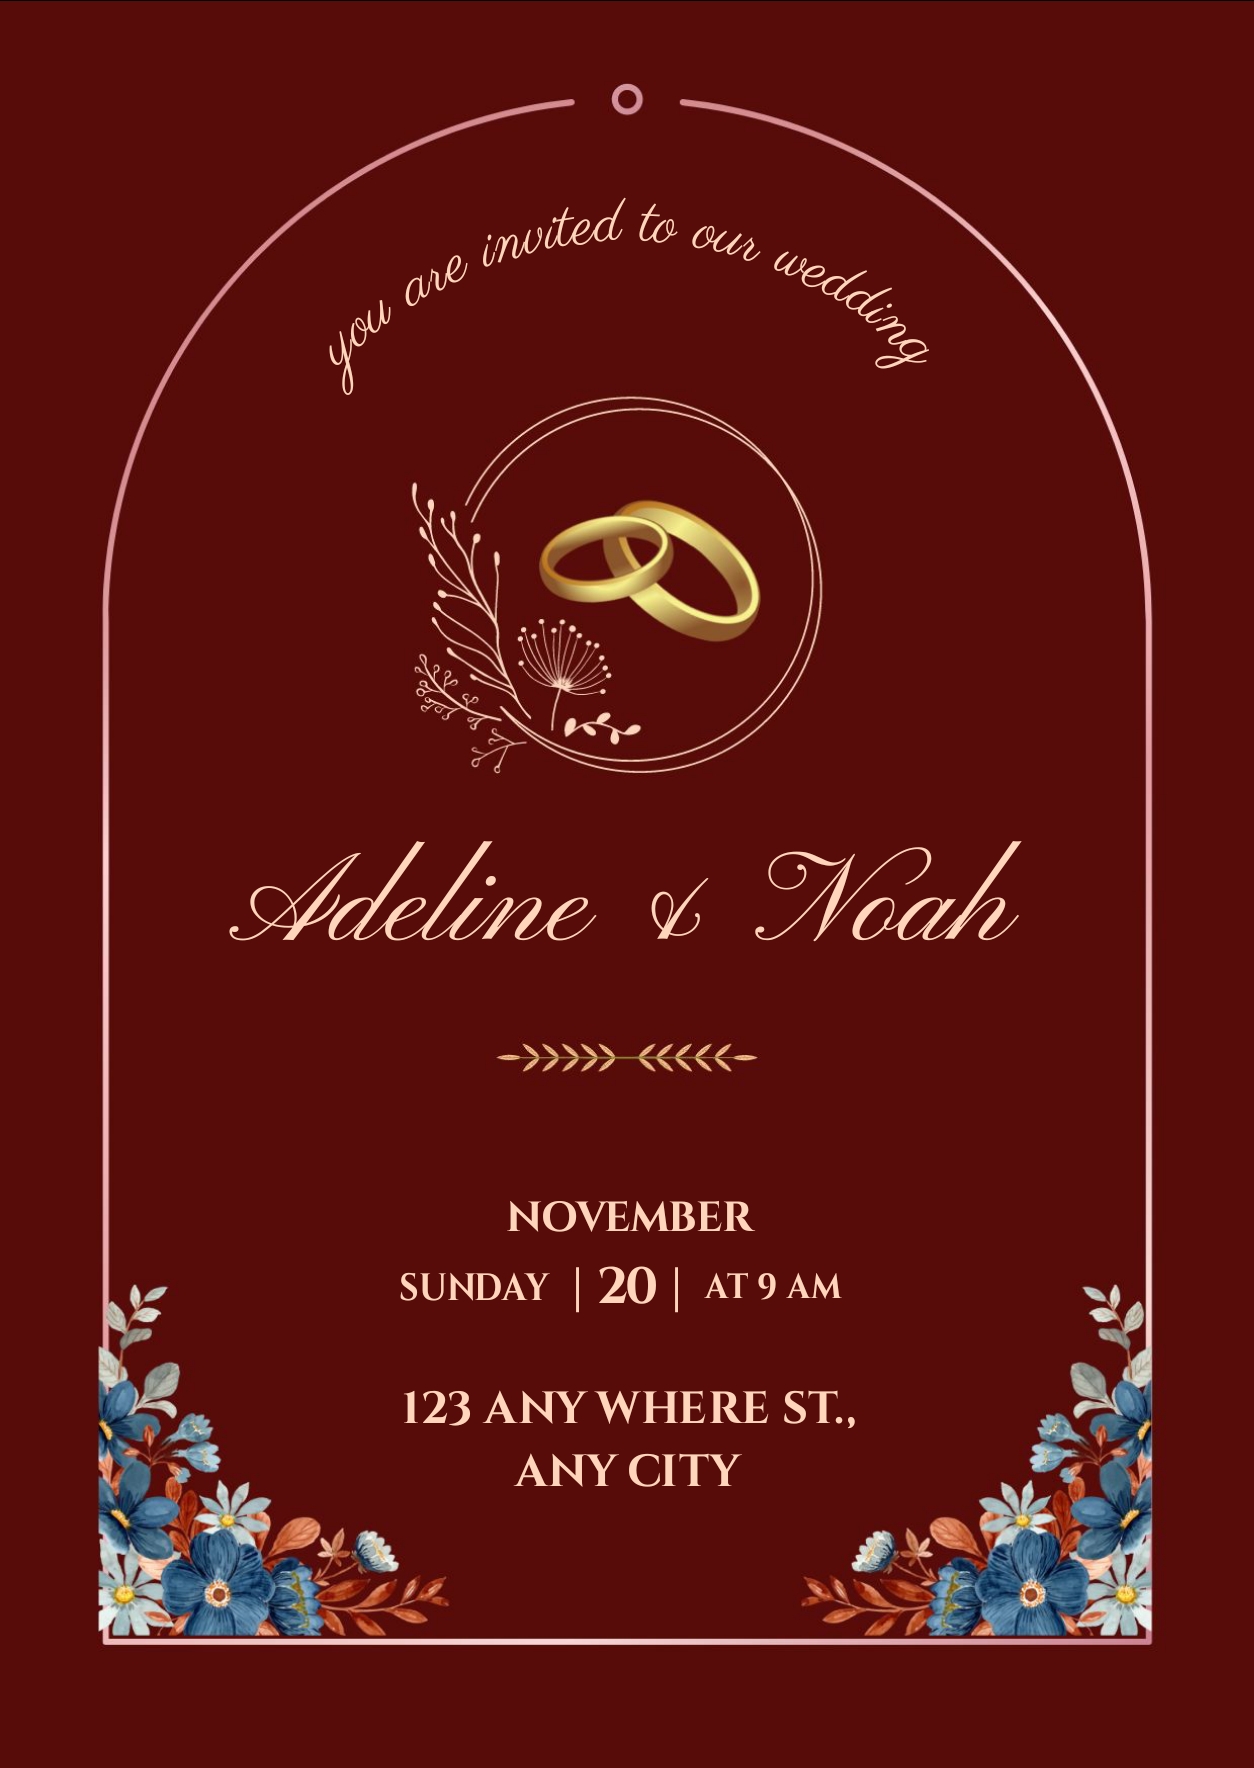 you are invited to our wedding
Adeline & Noah
NOVEMBER
SUNDAY | 20 | AT 9 AM
123 ANY WHERE ST.,
ANY CITY